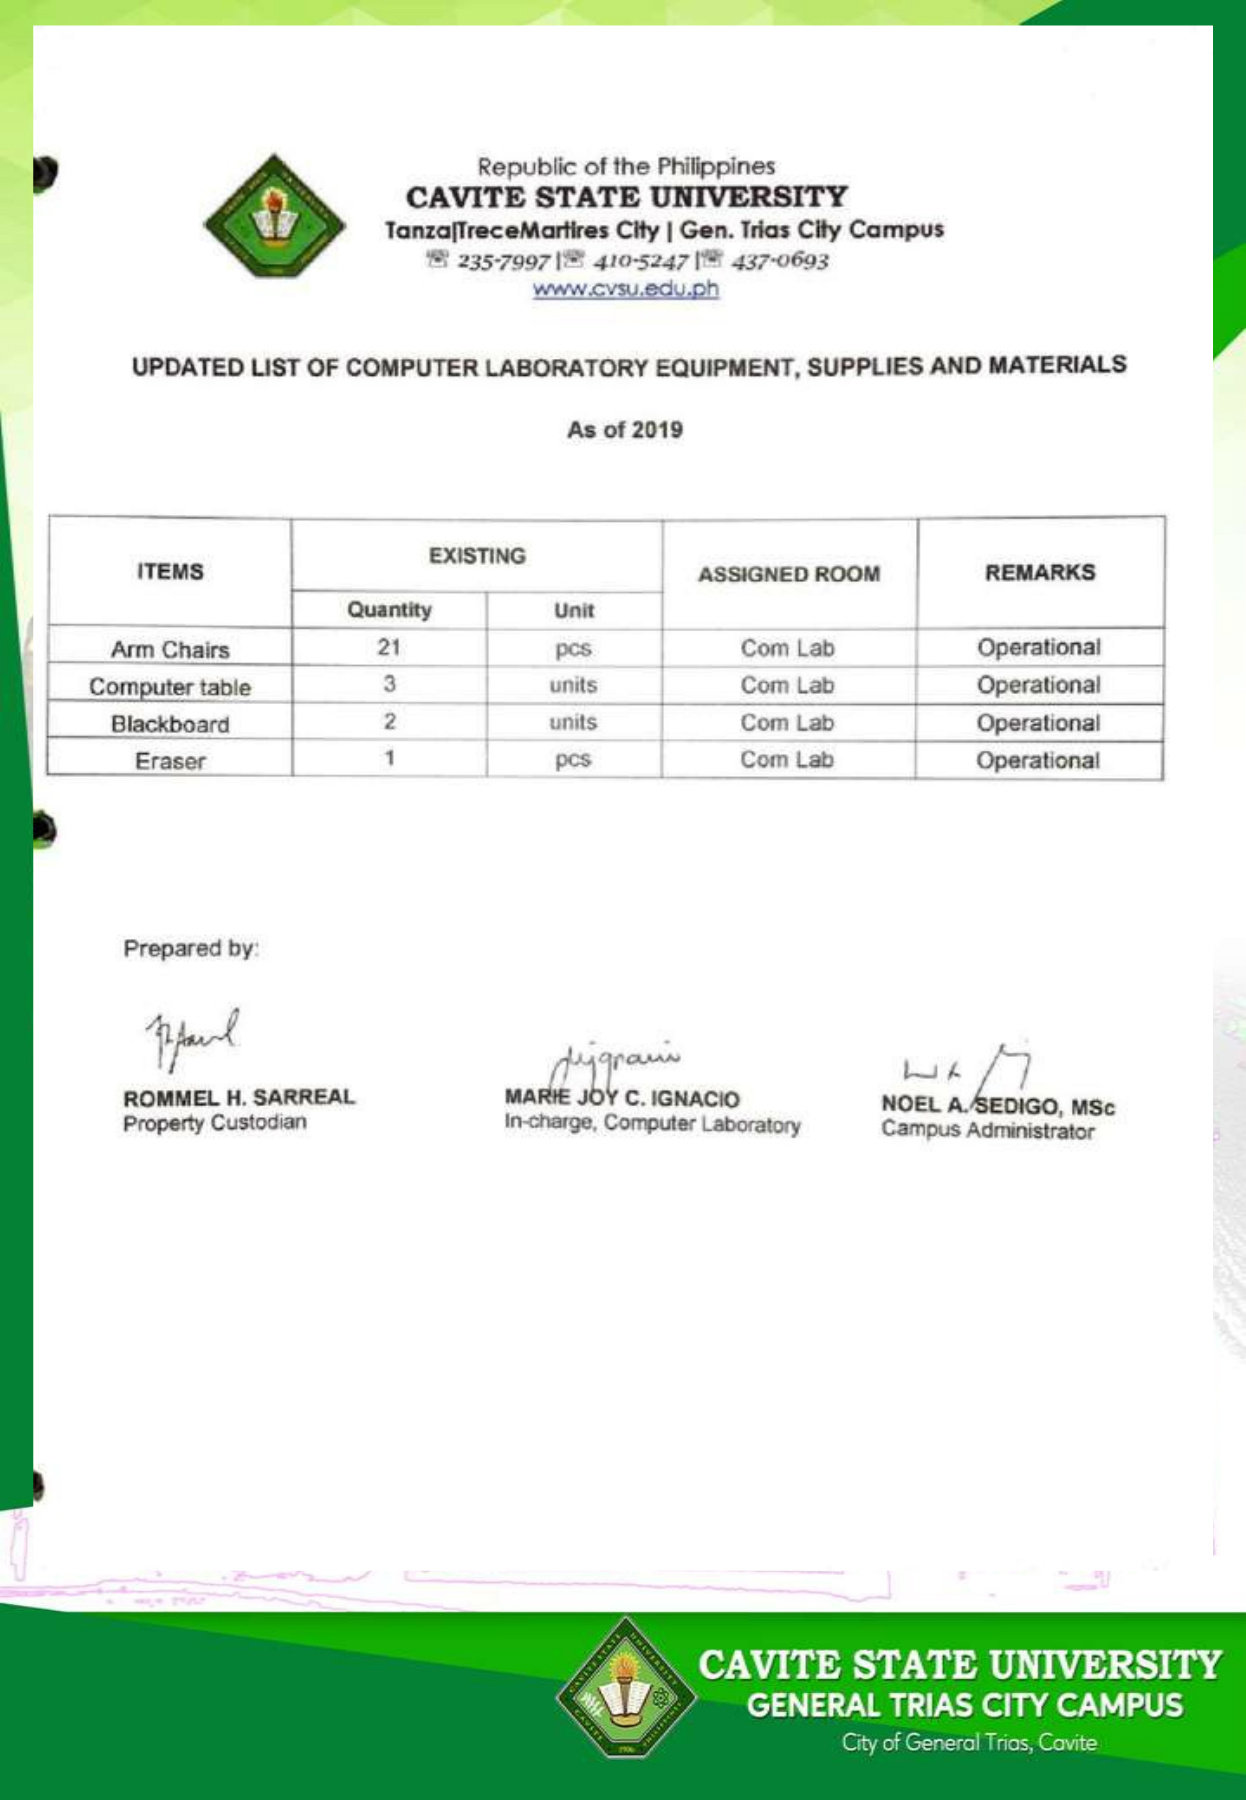 Republic of the Philippines
CAVITE STATE UNIVERSITY
Tanza|TreceMartires City | Gen. Trias City Campus
☏ 235-7997 |☏ 410-5247 |☏ 437-0693
www.cvsu.edu.ph
UPDATED LIST OF COMPUTER LABORATORY EQUIPMENT, SUPPLIES AND MATERIALS
As of 2019
ITEMS EXISTING ASSIGNED ROOM REMARKS
Quantity Unit
Arm Chairs 21 pcs Com Lab Operational
Computer table 3 units Com Lab Operational
Blackboard 2 units Com Lab Operational
Eraser 1 pcs Com Lab Operational
Prepared by:
ROMMEL H. SARREAL MARIE JOY C. IGNACIO NOEL A. SEDIGO, MSc
Property Custodian In-charge, Computer Laboratory Campus Administrator
CAVITE STATE UNIVERSITY
GENERAL TRIAS CITY CAMPUS
City of General Trias, Cavite